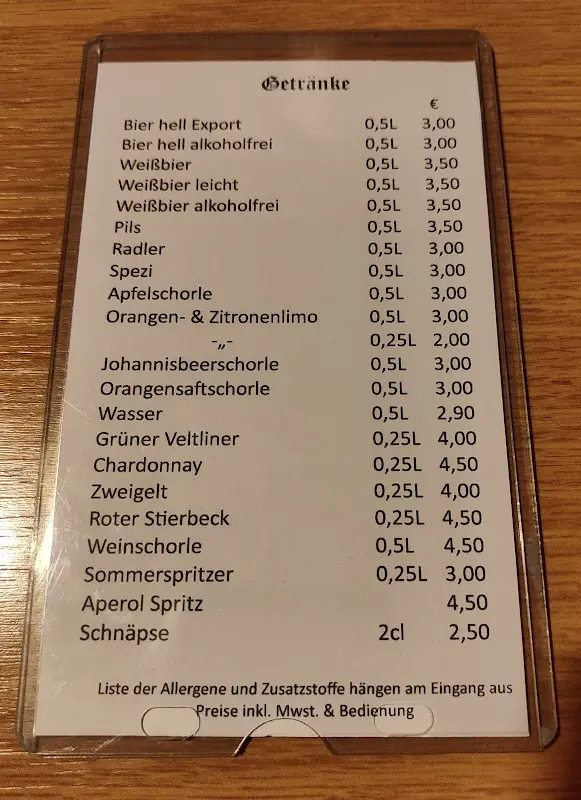 Getränke
€
Bier hell Export 0,5L 3,00
Bier hell alkoholfrei 0,5L 3,00
Weißbier 0,5L 3,50
Weißbier leicht 0,5L 3,50
Weißbier alkoholfrei 0,5L 3,50
Pils 0,5L 3,50
Radler 0,5L 3,00
Spezi 0,5L 3,00
Apfelschorle 0,5L 3,00
Orangen- & Zitronenlimo 0,5L 3,00
-„- 0,25L 2,00
Johannisbeerschorle 0,5L 3,00
Orangensaftschorle 0,5L 3,00
Wasser 0,5L 2,90
Grüner Veltliner 0,25L 4,00
Chardonnay 0,25L 4,50
Zweigelt 0,25L 4,00
Roter Stierbeck 0,25L 4,50
Weinschorle 0,5L 4,50
Sommerspritzer 0,25L 3,00
Aperol Spritz 4,50
Schnäpse 2cl 2,50
Liste der Allergene und Zusatzstoffe hängen am Eingang aus
Preise inkl. Mwst. & Bedienung